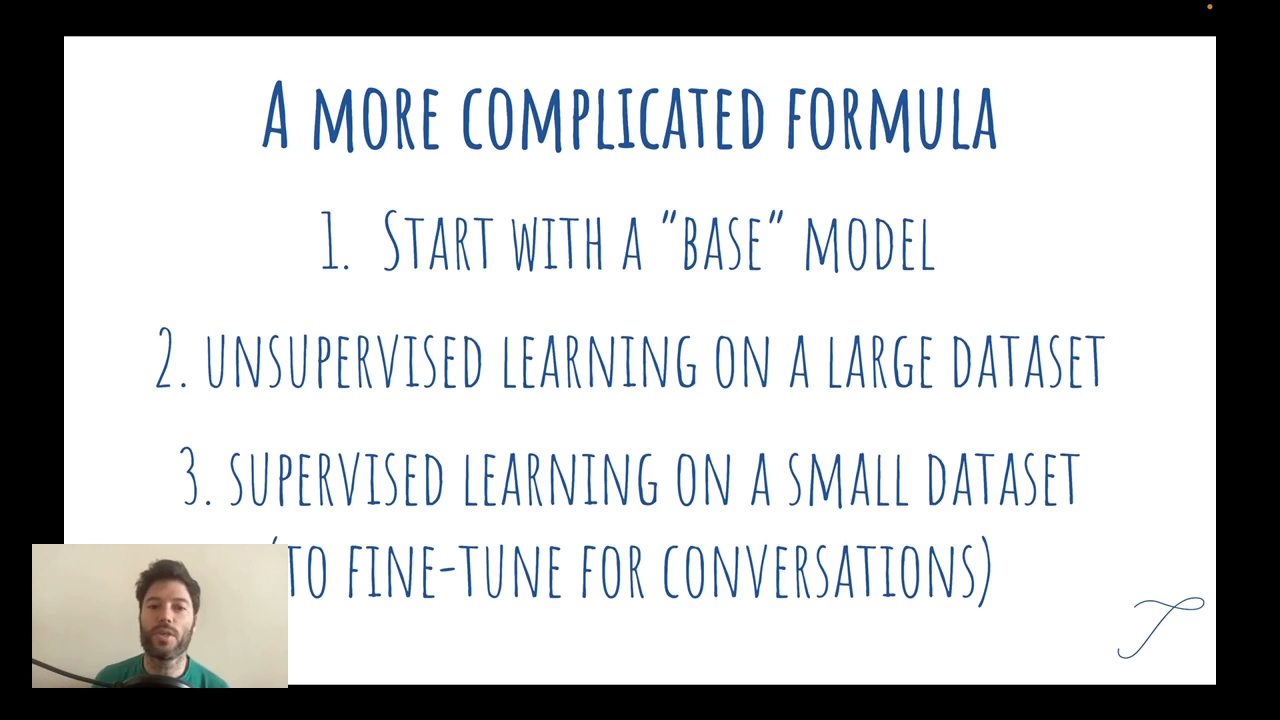 A MORE COMPLICATED FORMULA
1. START WITH A "BASE" MODEL
2. UNSUPERVISED LEARNING ON A LARGE DATASET
3. SUPERVISED LEARNING ON A SMALL DATASET
(TO FINE-TUNE FOR CONVERSATIONS)
T